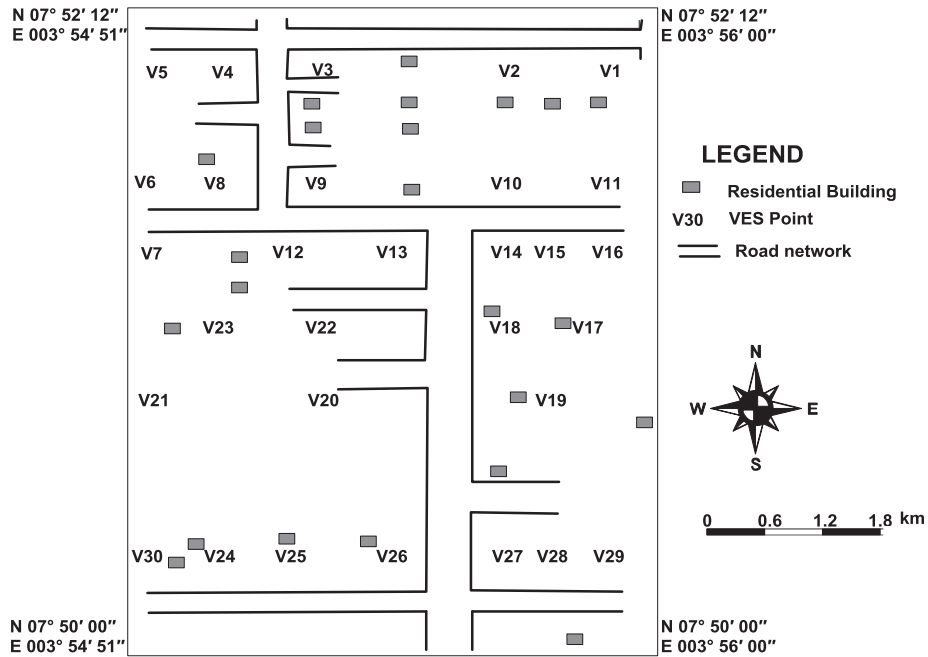 N 07° 52′ 12″
E 003° 54′ 51″
N 07° 52′ 12″
E 003° 56′ 00″
V5 V4 V3 V2 V1
V6 V8 V9 V10 V11
V7 V12 V13 V14 V15 V16
V23 V22 V18 V17
V21 V20 V19
V30 V24 V25 V26 V27 V28 V29
LEGEND
Residential Building
V30 VES Point
Road network
N
W E
S
0 0.6 1.2 1.8 km
N 07° 50′ 00″
E 003° 54′ 51″
N 07° 50′ 00″
E 003° 56′ 00″